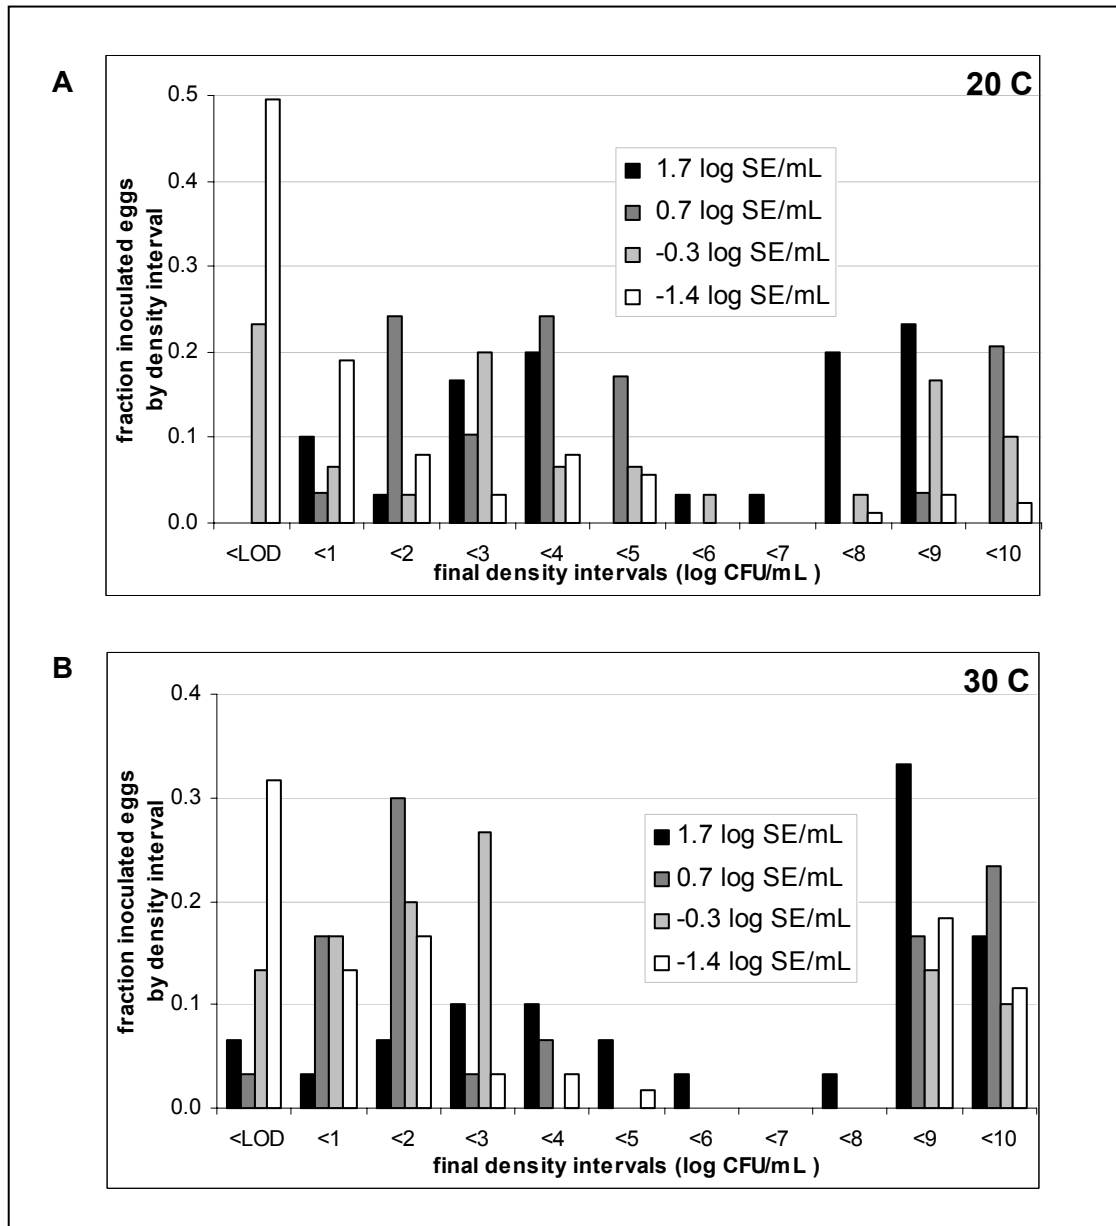 A
20 C
0.5
0.4
0.3
0.2
0.1
0.0
fraction inoculated eggs
by density interval
1.7 log SE/mL
0.7 log SE/mL
-0.3 log SE/mL
-1.4 log SE/mL
<LOD <1 <2 <3 <4 <5 <6 <7 <8 <9 <10
final density intervals (log CFU/mL )
B
30 C
0.4
0.3
0.2
0.1
0.0
fraction inoculated eggs
by density interval
1.7 log SE/mL
0.7 log SE/mL
-0.3 log SE/mL
-1.4 log SE/mL
<LOD <1 <2 <3 <4 <5 <6 <7 <8 <9 <10
final density intervals (log CFU/mL )